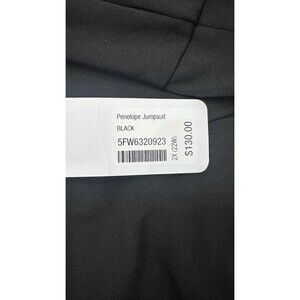 Penelope Jumpsuit
BLACK
5FW6320923
2X (22W)
$130.00